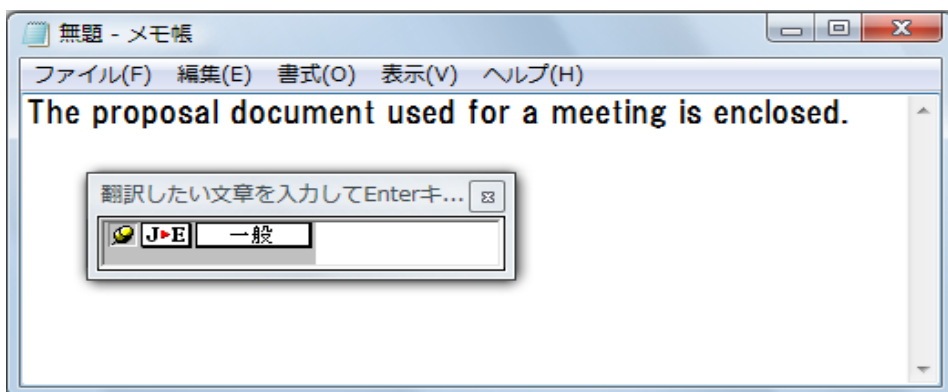 無題 - メモ帳
ファイル(F) 編集(E) 書式(O) 表示(V) ヘルプ(H)
The proposal document used for a meeting is enclosed.
翻訳したい文章を入力してEnterキ...
J▸E 一般